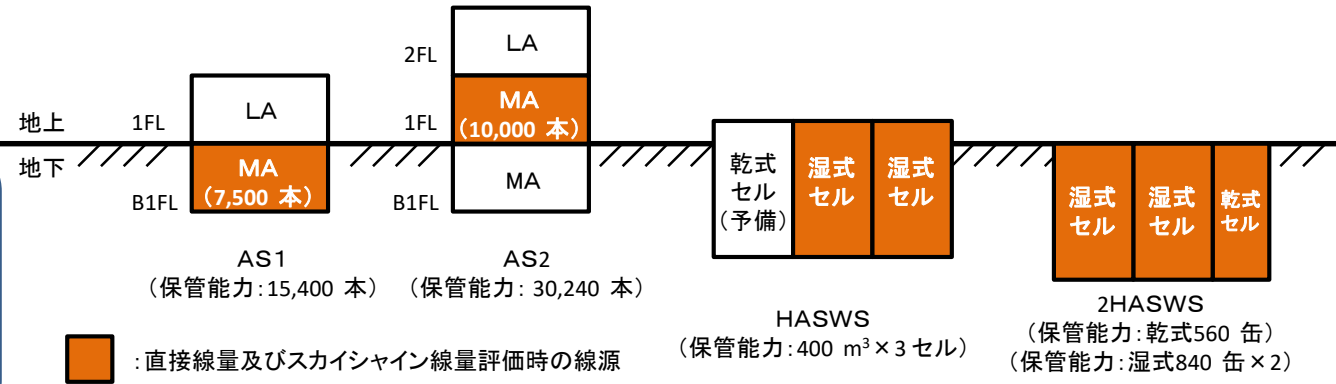 地上
地下
1FL
B1FL
LA
MA
(7,500 本)
AS1
(保管能力:15,400 本)
2FL
1FL
B1FL
LA
MA
(10,000 本)
MA
AS2
(保管能力: 30,240 本)
乾式
セル
(予備)
湿式
セル
湿式
セル
HASWS
(保管能力:400 m³×3 セル)
湿式
セル
湿式
セル
乾式
セル
2HASWS
(保管能力:乾式560 缶)
(保管能力:湿式840 缶×2)
:直接線量及びスカイシャイン線量評価時の線源